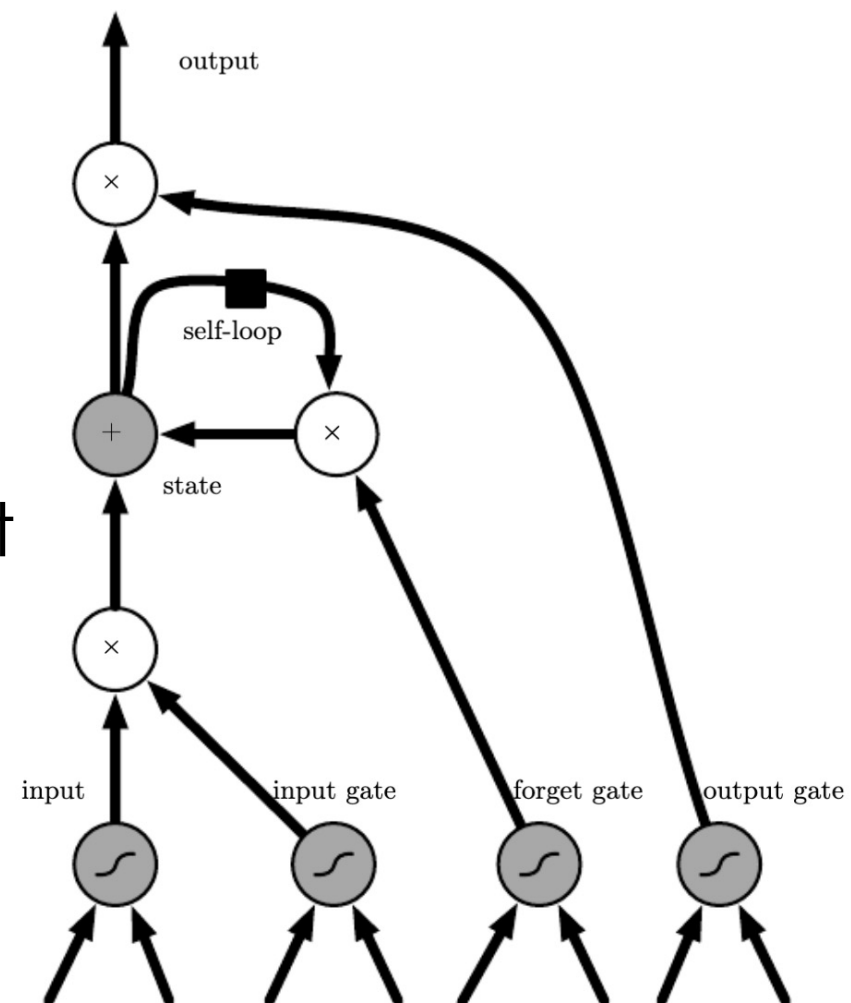 output
×
self-loop
+
×
state
×
input
input gate
forget gate
output gate